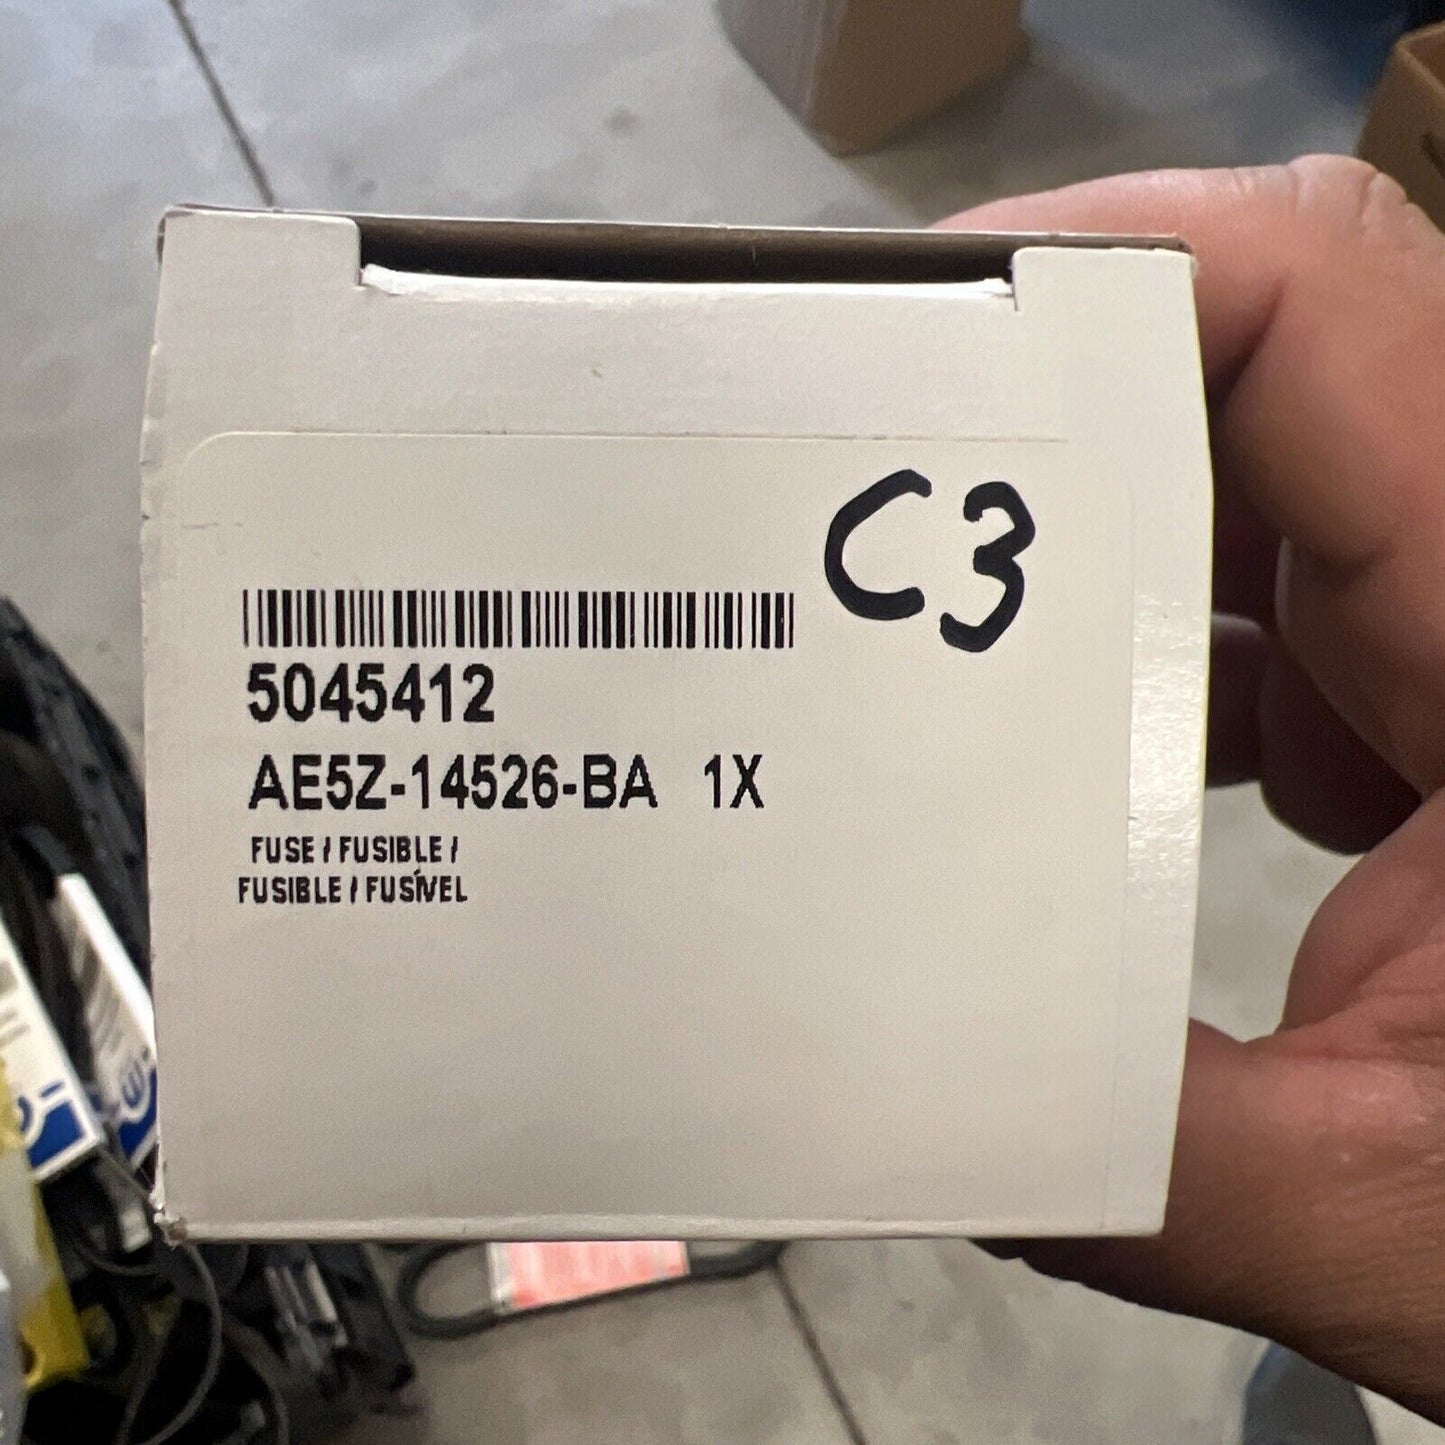 C3
5045412
AE5Z-14526-BA 1X
FUSE / FUSIBLE /
FUSIBLE / FUSÍVEL